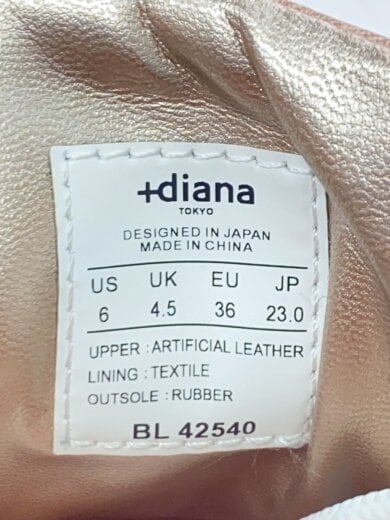 +diana
TOKYO
DESIGNED IN JAPAN
MADE IN CHINA
US UK EU JP
6 4.5 36 23.0
UPPER : ARTIFICIAL LEATHER
LINING : TEXTILE
OUTSOLE : RUBBER
BL 42540